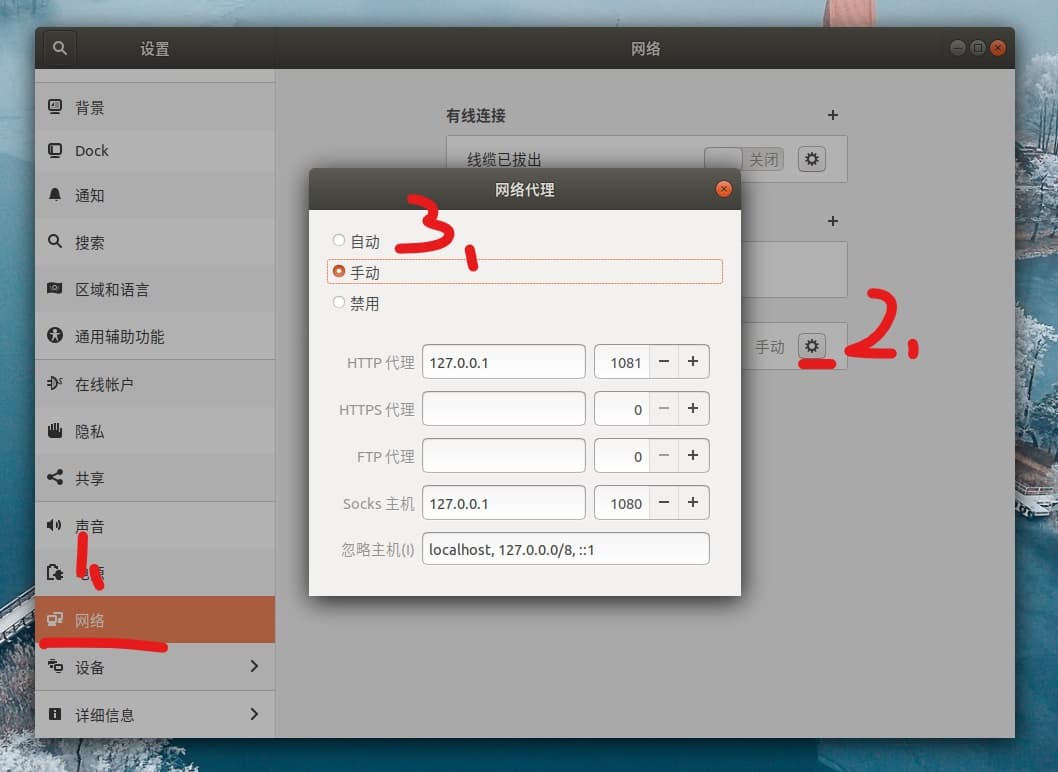 设置
网络
背景
Dock
通知
搜索
区域和语言
通用辅助功能
在线帐户
隐私
共享
声音
电源
网络
设备
详细信息
有线连接
线缆已拔出
关闭
手动
网络代理
自动
手动
禁用
HTTP 代理 127.0.0.1 1081
HTTPS 代理 0
FTP 代理 0
Socks 主机 127.0.0.1 1080
忽略主机(I) localhost, 127.0.0.0/8, ::1
1、
2.
3、